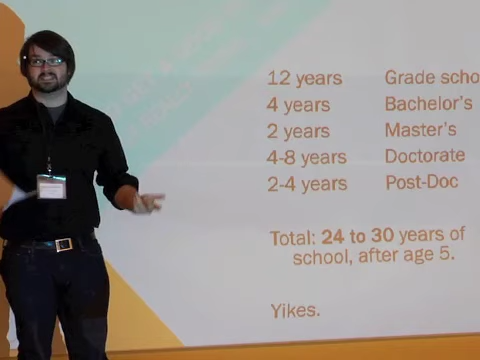 12 years Grade scho
4 years Bachelor's
2 years Master's
4-8 years Doctorate
2-4 years Post-Doc
Total: 24 to 30 years of
school, after age 5.
Yikes.